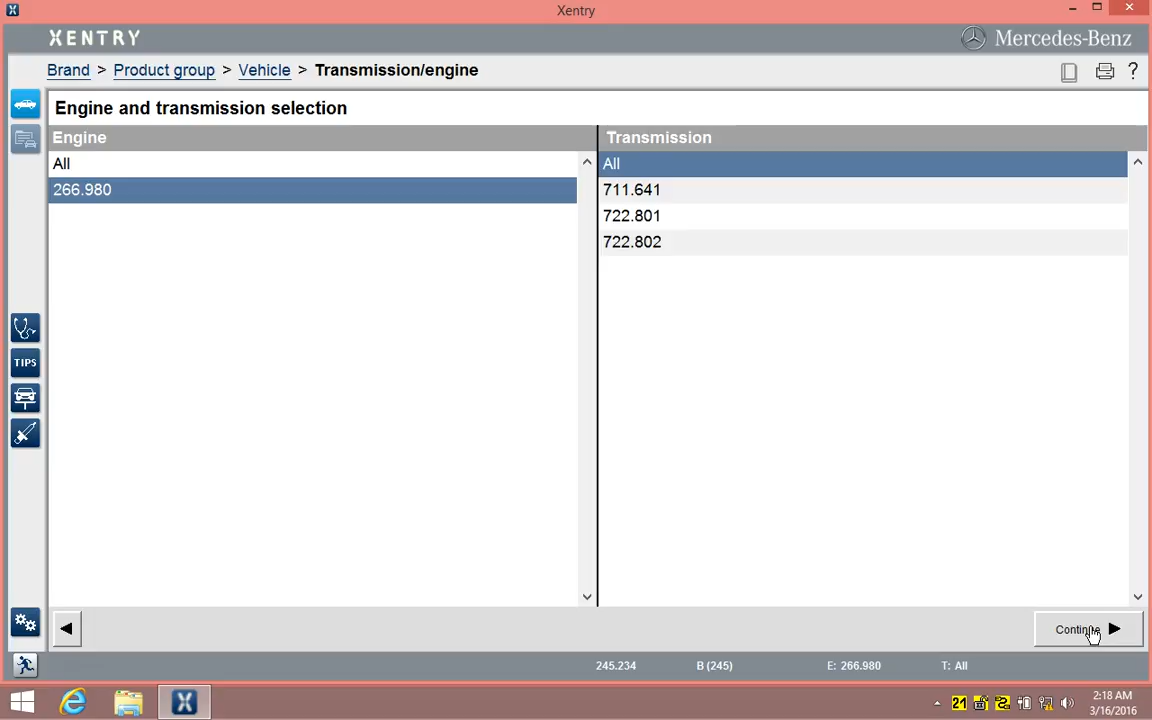 Xentry
XENTRY
Mercedes-Benz
Brand > Product group > Vehicle > Transmission/engine
?
Engine and transmission selection
Engine
Transmission
All
All
266.980
711.641
722.801
722.802
TIPS
Continue
245.234
B (245)
E: 266.980
T: All
21
2:18 AM
3/16/2016